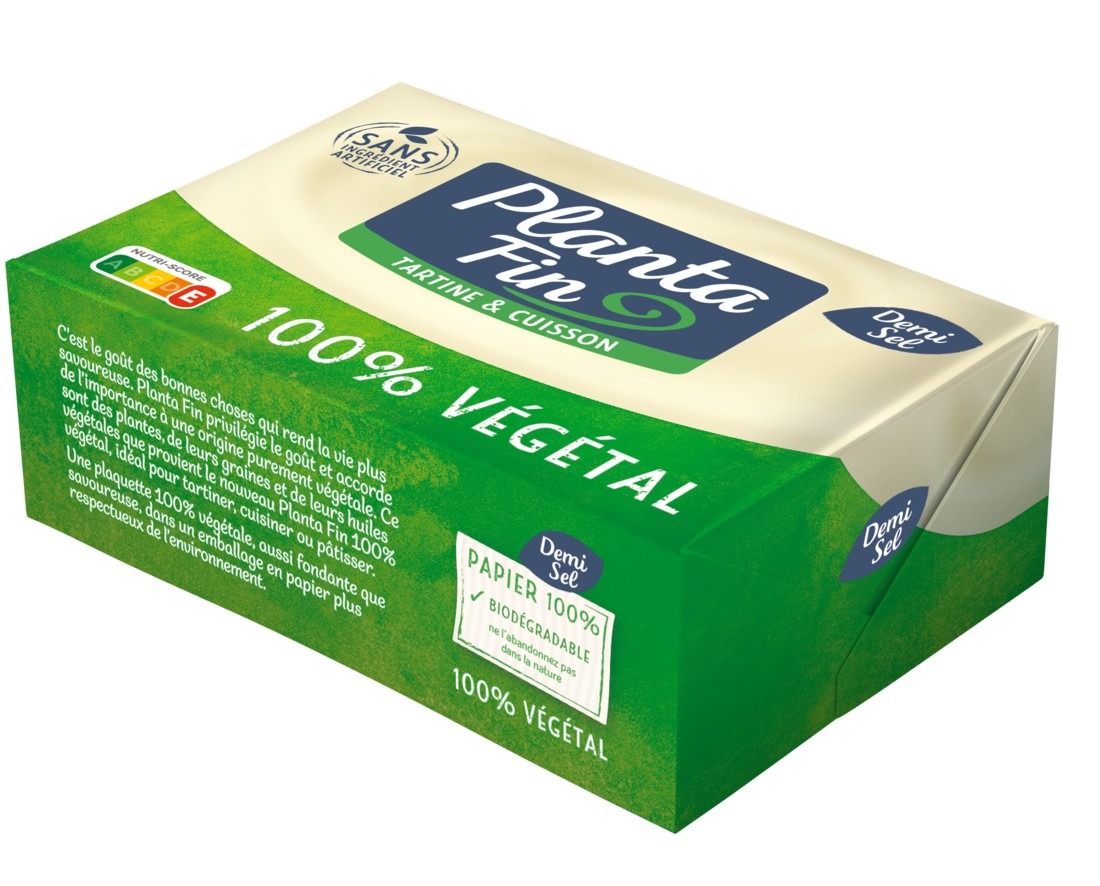 SANS
INGRÉDIENT
ARTIFICIEL
Planta
Fin
TARTINE & CUISSON
Demi
Sel
NUTRI-SCORE
A B C D E
100% VÉGÉTAL
C'est le goût des bonnes choses qui rend la vie plus
savoureuse. Planta Fin privilégie le goût et accorde
de l'importance à une origine purement végétale. Ce
sont des plantes, de leurs graines et de leurs huiles
végétales que provient le nouveau Planta Fin 100%
végétal, idéal pour tartiner, cuisiner ou pâtisser.
Une plaquette 100% végétale, aussi fondante que
savoureuse, dans un emballage en papier plus
respectueux de l'environnement.
Demi
Sel
PAPIER 100%
✓ BIODÉGRADABLE
ne l'abandonnez pas
dans la nature
100% VÉGÉTAL
Demi
Sel